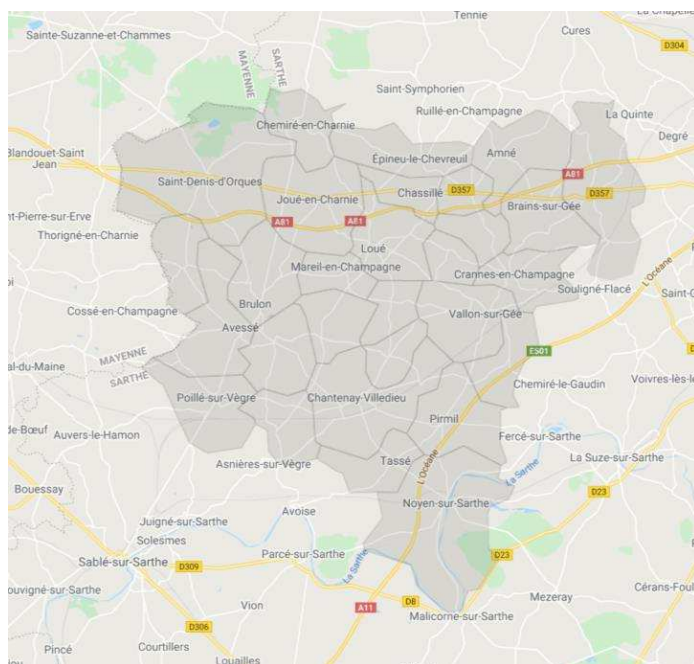 Tennie
La Chapelle
Sainte-Suzanne-et-Chammes
Cures
D304
MAYENNE
SARTHE
Saint-Symphorien
Ruillé-en-Champagne
La Quinte
Chemiré-en-Charnie
Degré
Blandouet-Saint
Jean
Épineu-le-Chevreuil
Amné
A81
Saint-Denis-d'Orques
Chassillé
D357
D357
Joué-en-Charnie
Brains-sur-Gée
nt-Pierre-sur-Erve
A81
A81
Thorigné-en-Charnie
Loué
Mareil-en-Champagne
Crannes-en-Champagne
L'Océane
Souligné-Flacé
Saint-G
Brulon
Cossé-en-Champagne
Vallon-sur-Gée
Avessé
E501
MAYENNE
SARTHE
al-du-Maine
Chemiré-le-Gaudin
Voivres-lès-le
Poillé-sur-Vègre
Chantenay-Villedieu
Pirmil
de-Bœuf
Auvers-le-Hamon
Fercé-sur-Sarthe
Asnières-sur-Vègre
Tassé
L'Océane
La Sarthe
La Suze-sur-Sarthe
Bouessay
D23
Noyen-sur-Sarthe
Avoise
Juigné-sur-Sarthe
Solesmes
Parcé-sur-Sarthe
D23
Sablé-sur-Sarthe
D309
La Sarthe
Cérans-Foul
ouvigné-sur-Sarthe
Mezeray
Vion
A11
D8
Malicorne-sur-Sarthe
D306
Pincé
Courtillers
Louailles